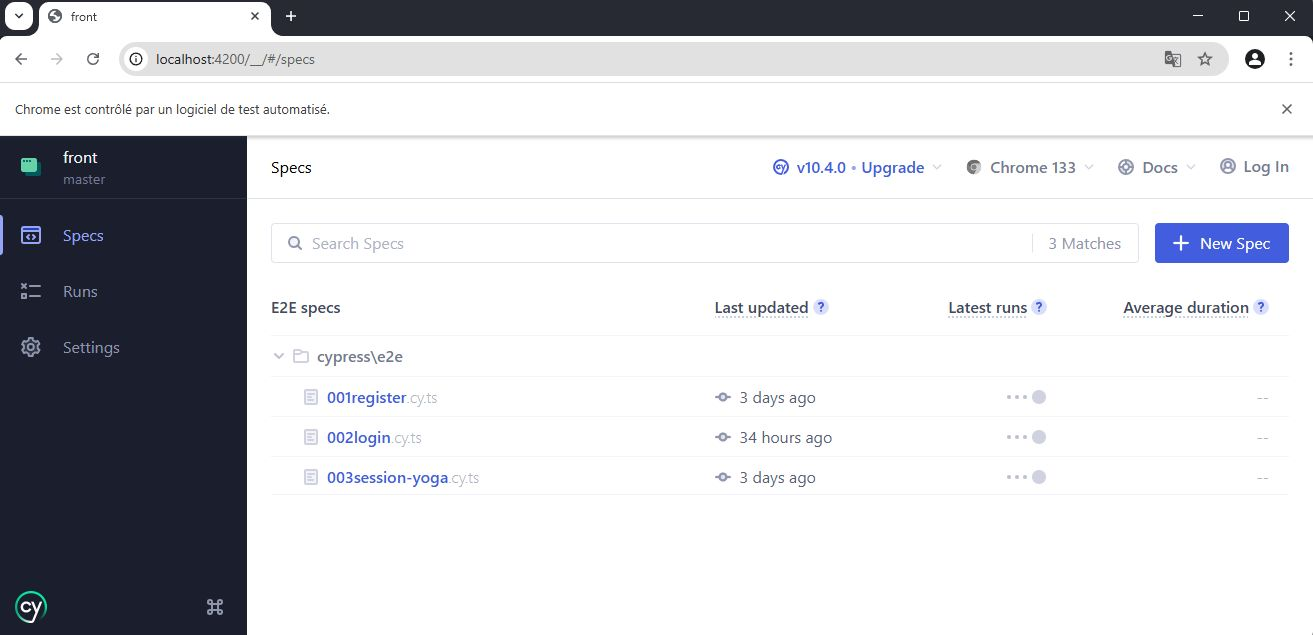 front
localhost:4200/__/#/specs
Chrome est contrôlé par un logiciel de test automatisé.
front
master
Specs
Runs
Settings
cy
Specs
v10.4.0 • Upgrade
Chrome 133
Docs
Log In
Search Specs
3 Matches
New Spec
E2E specs
Last updated ?
Latest runs ?
Average duration ?
cypress\e2e
001register.cy.ts
3 days ago
--
002login.cy.ts
34 hours ago
--
003session-yoga.cy.ts
3 days ago
--